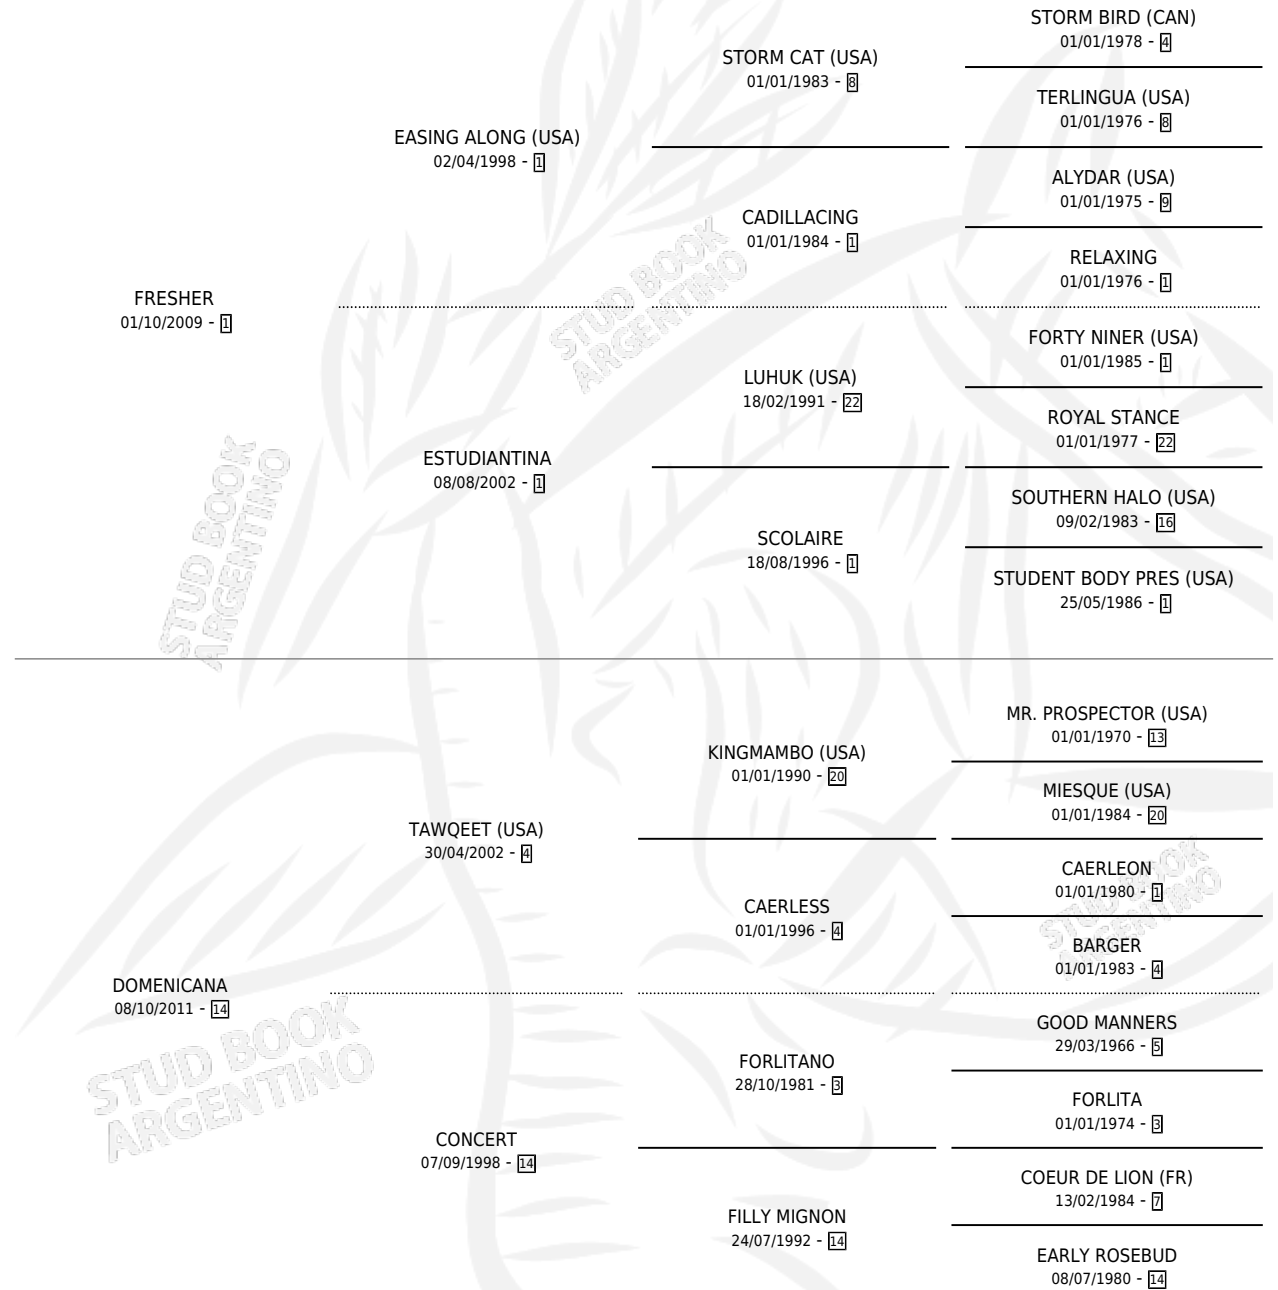 STORM BIRD (CAN)
01/01/1978 - 4
STORM CAT (USA)
01/01/1983 - 8
TERLINGUA (USA)
01/01/1976 - 8
EASING ALONG (USA)
02/04/1998 - 1
ALYDAR (USA)
01/01/1975 - 9
CADILLACING
01/01/1984 - 1
RELAXING
01/01/1976 - 1
FRESHER
01/10/2009 - 1
FORTY NINER (USA)
01/01/1985 - 1
LUHUK (USA)
18/02/1991 - 22
ROYAL STANCE
01/01/1977 - 22
ESTUDIANTINA
08/08/2002 - 1
SOUTHERN HALO (USA)
09/02/1983 - 16
SCOLAIRE
18/08/1996 - 1
STUDENT BODY PRES (USA)
25/05/1986 - 1
STUD BOOK
ARGENTINO
STUD BOOK
ARGENTINO
MR. PROSPECTOR (USA)
01/01/1970 - 13
KINGMAMBO (USA)
01/01/1990 - 20
MIESQUE (USA)
01/01/1984 - 20
TAWQEET (USA)
30/04/2002 - 4
CAERLEON
01/01/1980 - 1
CAERLESS
01/01/1996 - 4
BARGER
01/01/1983 - 4
DOMENICANA
08/10/2011 - 14
GOOD MANNERS
29/03/1966 - 5
FORLITANO
28/10/1981 - 3
FORLITA
01/01/1974 - 3
CONCERT
07/09/1998 - 14
COEUR DE LION (FR)
13/02/1984 - 7
FILLY MIGNON
24/07/1992 - 14
EARLY ROSEBUD
08/07/1980 - 14
STUD BOOK
ARGENTINO
STUD BOOK
ARGENTINO